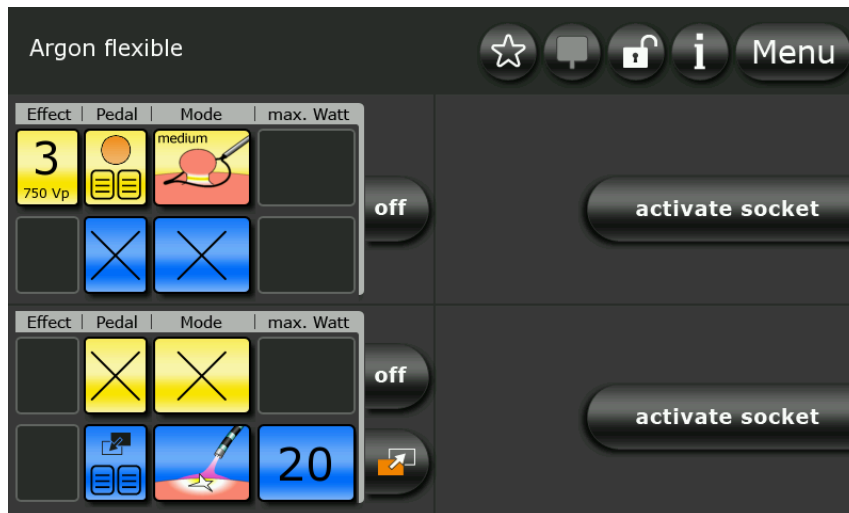 Argon flexible
i
Menu
Effect | Pedal | Mode | max. Watt
3
750 Vp
medium
off
activate socket
Effect | Pedal | Mode | max. Watt
off
activate socket
20